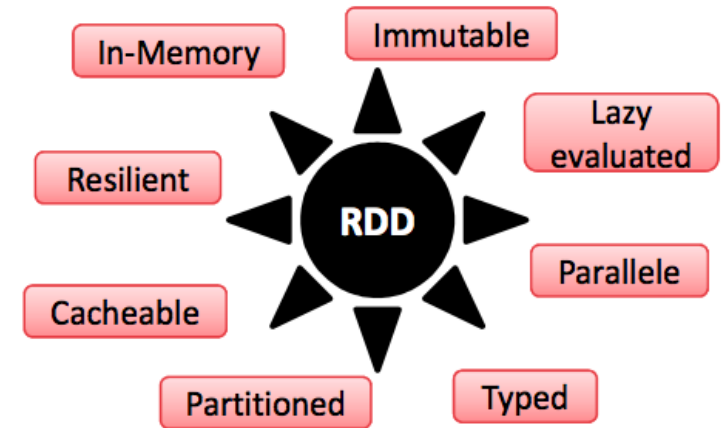 In-Memory
Immutable
Lazy
evaluated
Resilient
RDD
Parallele
Cacheable
Partitioned
Typed